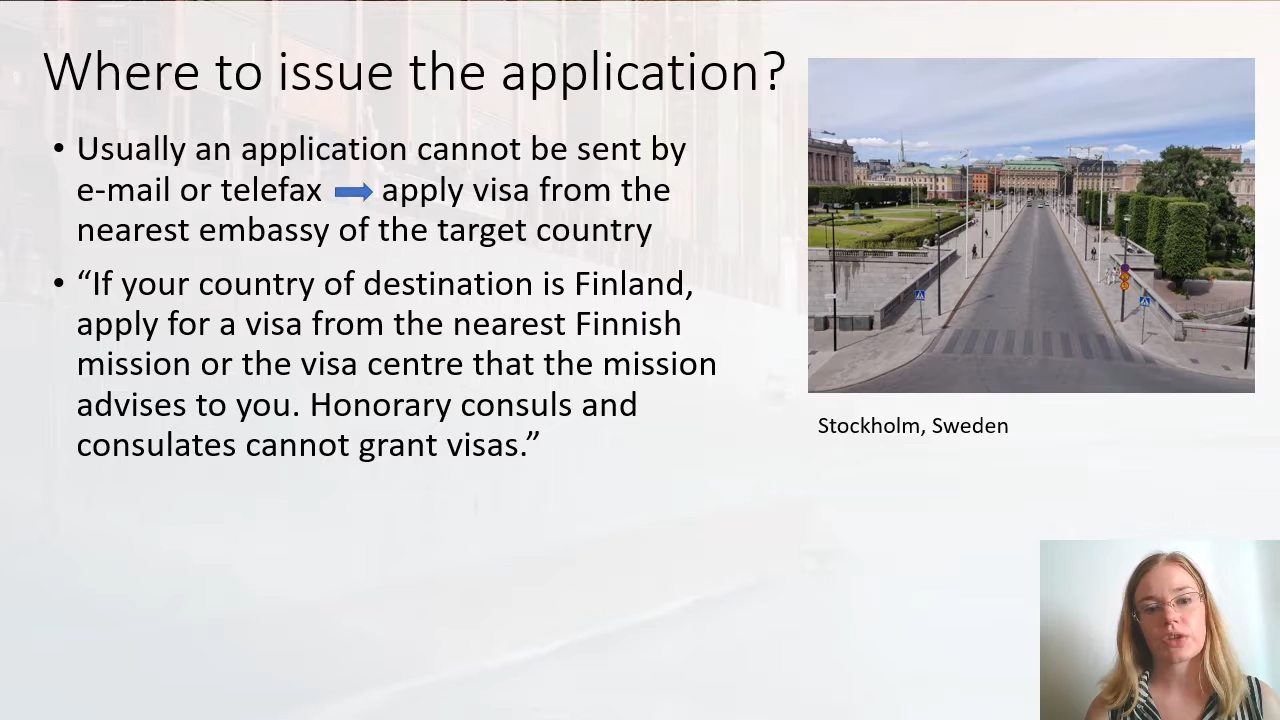 Where to issue the application?
• Usually an application cannot be sent by
e-mail or telefax ➡ apply visa from the
nearest embassy of the target country
• “If your country of destination is Finland,
apply for a visa from the nearest Finnish
mission or the visa centre that the mission
advises to you. Honorary consuls and
consulates cannot grant visas.”
Stockholm, Sweden